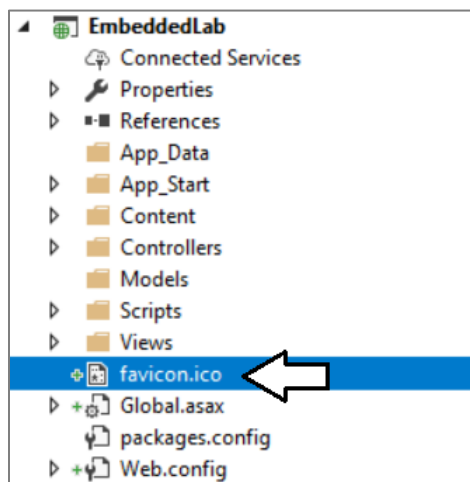 EmbeddedLab
Connected Services
Properties
References
App_Data
App_Start
Content
Controllers
Models
Scripts
Views
favicon.ico
Global.asax
packages.config
Web.config